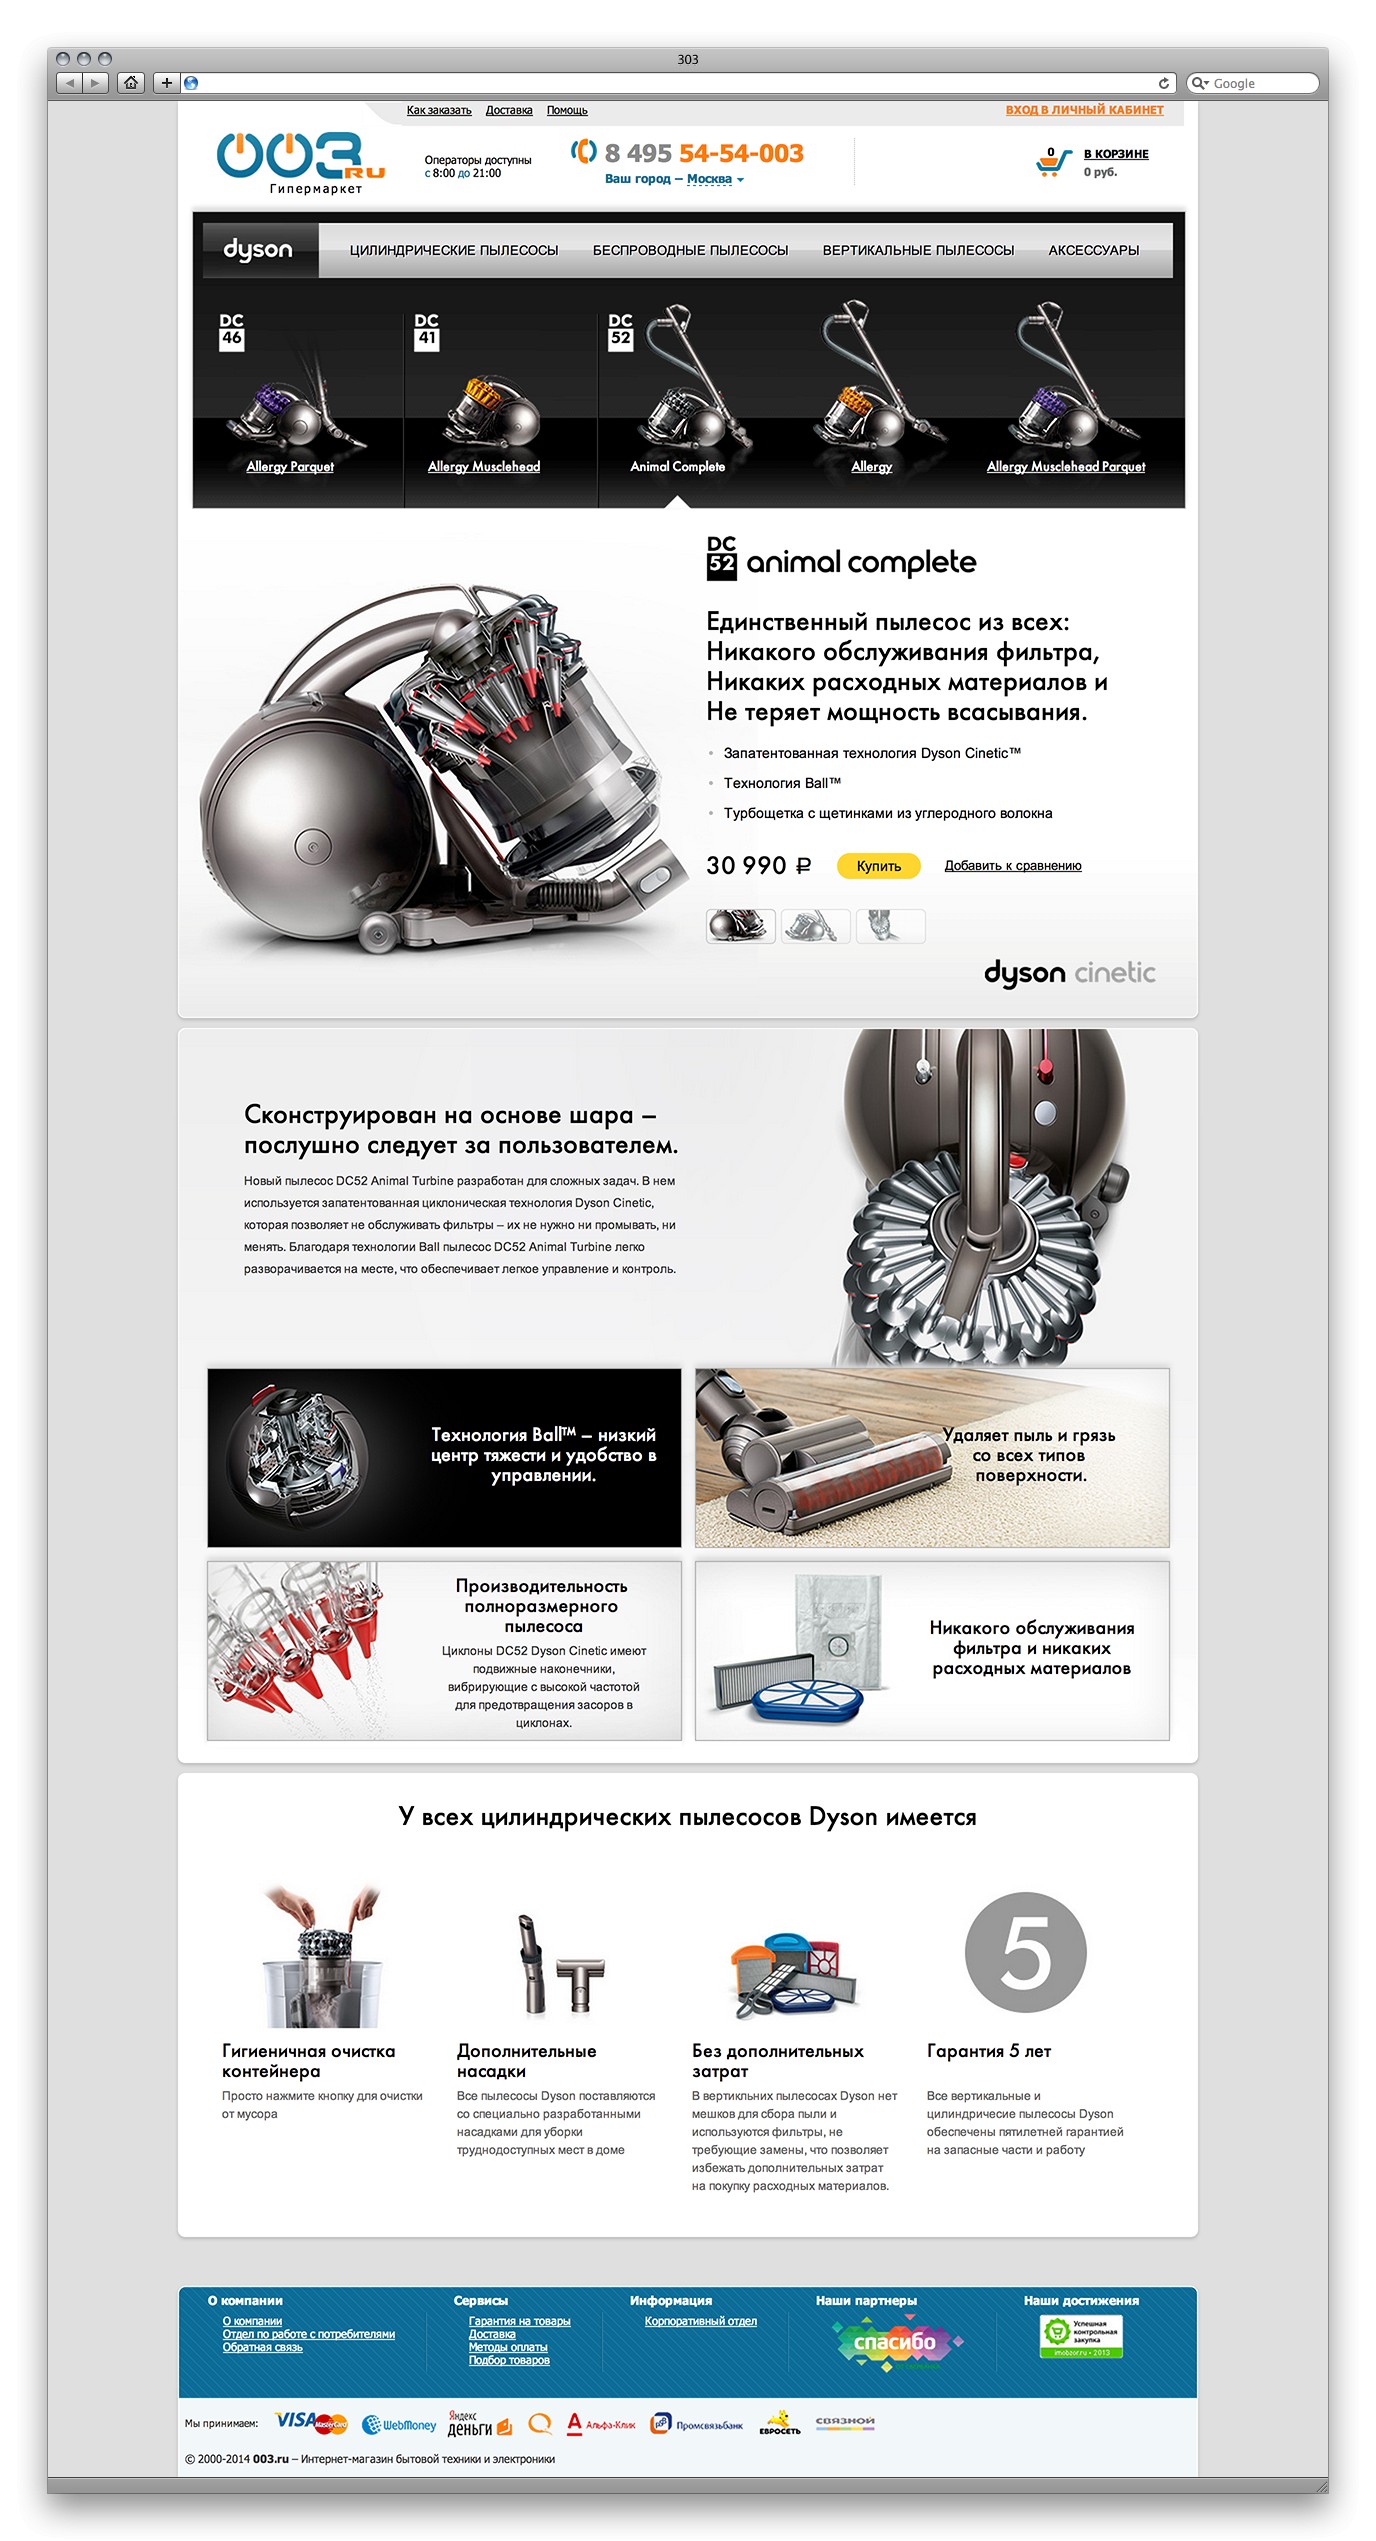 303
Google
Как заказать Доставка Помощь
ВХОД В ЛИЧНЫЙ КАБИНЕТ
003.RU
Гипермаркет
Операторы доступны
с 8:00 до 21:00
8 495 54-54-003
Ваш город – Москва
0
В КОРЗИНЕ
0 руб.
dyson
ЦИЛИНДРИЧЕСКИЕ ПЫЛЕСОСЫ БЕСПРОВОДНЫЕ ПЫЛЕСОСЫ ВЕРТИКАЛЬНЫЕ ПЫЛЕСОСЫ АКСЕССУАРЫ
DC 46
DC 41
DC 52
Allergy Parquet
Allergy Musclehead
Animal Complete
Allergy
Allergy Musclehead Parquet
DC 52 animal complete
Единственный пылесос из всех:
Никакого обслуживания фильтра,
Никаких расходных материалов и
Не теряет мощность всасывания.
Запатентованная технология Dyson Cinetic™
Технология Ball™
Турбощетка с щетинками из углеродного волокна
30 990 ₽
Купить
Добавить к сравнению
dyson cinetic
Сконструирован на основе шара –
послушно следует за пользователем.
Новый пылесос DC52 Animal Turbine разработан для сложных задач. В нем
используется запатентованная циклоническая технология Dyson Cinetic,
которая позволяет не обслуживать фильтры – их не нужно ни промывать, ни
менять. Благодаря технологии Ball пылесос DC52 Animal Turbine легко
разворачивается на месте, что обеспечивает легкое управление и контроль.
Технология Ball™ – низкий
центр тяжести и удобство в
управлении.
Удаляет пыль и грязь
со всех типов
поверхности.
Производительность
полноразмерного
пылесоса
Циклоны DC52 Dyson Cinetic имеют
подвижные наконечники,
вибрирующие с высокой частотой
для предотвращения засоров в
циклонах.
Никакого обслуживания
фильтра и никаких
расходных материалов
У всех цилиндрических пылесосов Dyson имеется
5
Гигиеничная очистка
контейнера
Просто нажмите кнопку для очистки
от мусора
Дополнительные
насадки
Все пылесосы Dyson поставляются
со специально разработанными
насадками для уборки
труднодоступных мест в доме
Без дополнительных
затрат
В вертикльних пылесосах Dyson нет
мешков для сбора пыли и
используются фильтры, не
требующие замены, что позволяет
избежать дополнительных затрат
на покупку расходных материалов.
Гарантия 5 лет
Все вертикальные и
цилиндричесие пылесосы Dyson
обеспечены пятилетней гарантией
на запасные части и работу
О компании
О компании
Отдел по работе с потребителями
Обратная связь
Сервисы
Гарантия на товары
Доставка
Методы оплаты
Подбор товаров
Информация
Корпоративный отдел
Наши партнеры
спасибо
Наши достижения
Успешная
контрольная
закупка
imobzor.ru • 2013
Мы принимаем:
VISA MasterCard
WebMoney
Яндекс
деньги
Альфа-Клик
Промсвязьбанк
ЕВРОСЕТЬ
СВЯЗНОЙ
© 2000-2014 003.ru – Интернет-магазин бытовой техники и электроники